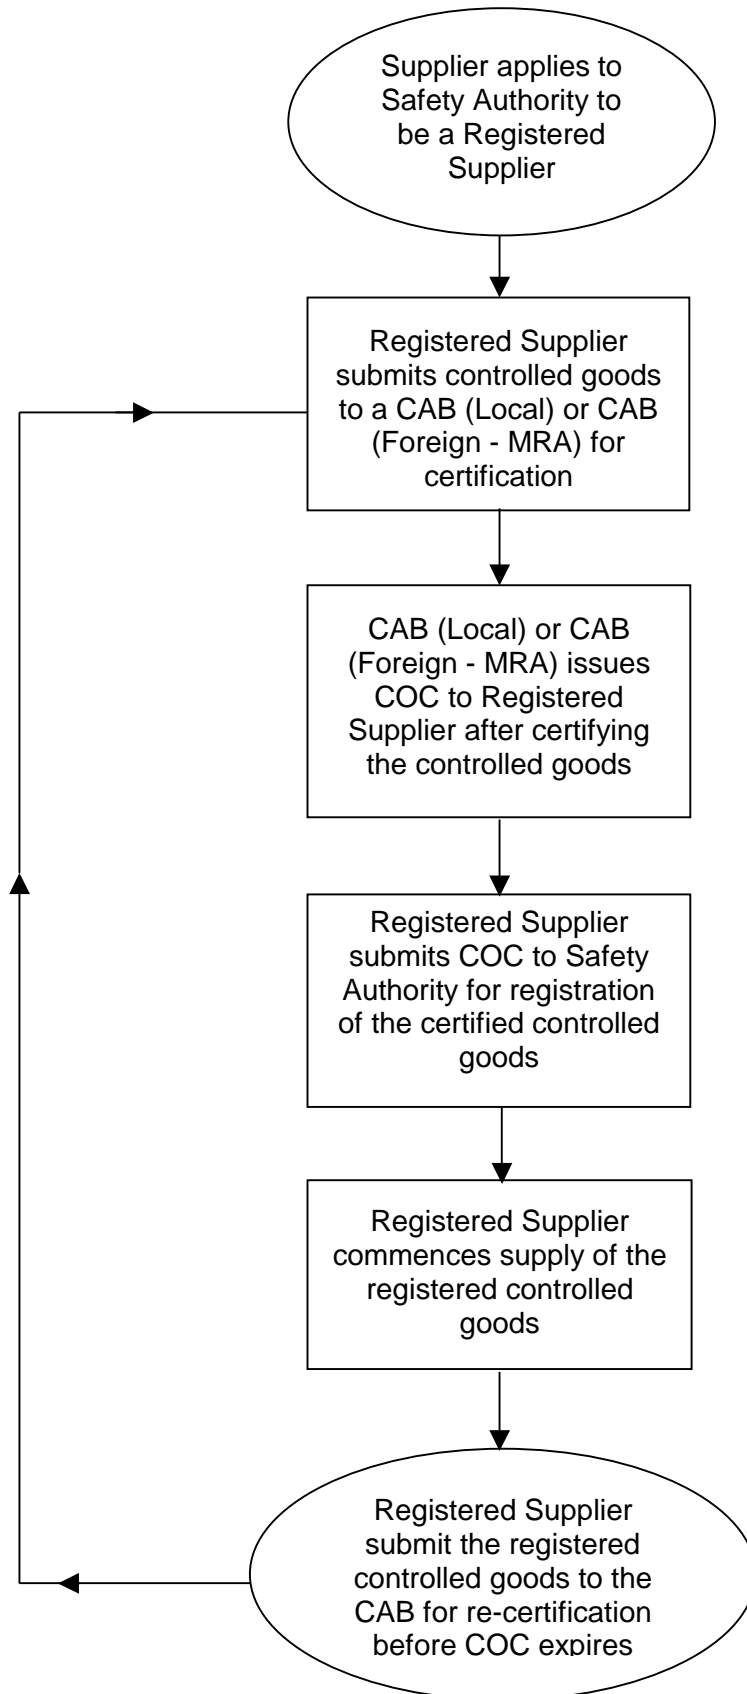 Supplier applies to
Safety Authority to
be a Registered
Supplier
Registered Supplier
submits controlled goods
to a CAB (Local) or CAB
(Foreign - MRA) for
certification
CAB (Local) or CAB
(Foreign - MRA) issues
COC to Registered
Supplier after certifying
the controlled goods
Registered Supplier
submits COC to Safety
Authority for registration
of the certified controlled
goods
Registered Supplier
commences supply of the
registered controlled
goods
Registered Supplier
submit the registered
controlled goods to the
CAB for re-certification
before COC expires